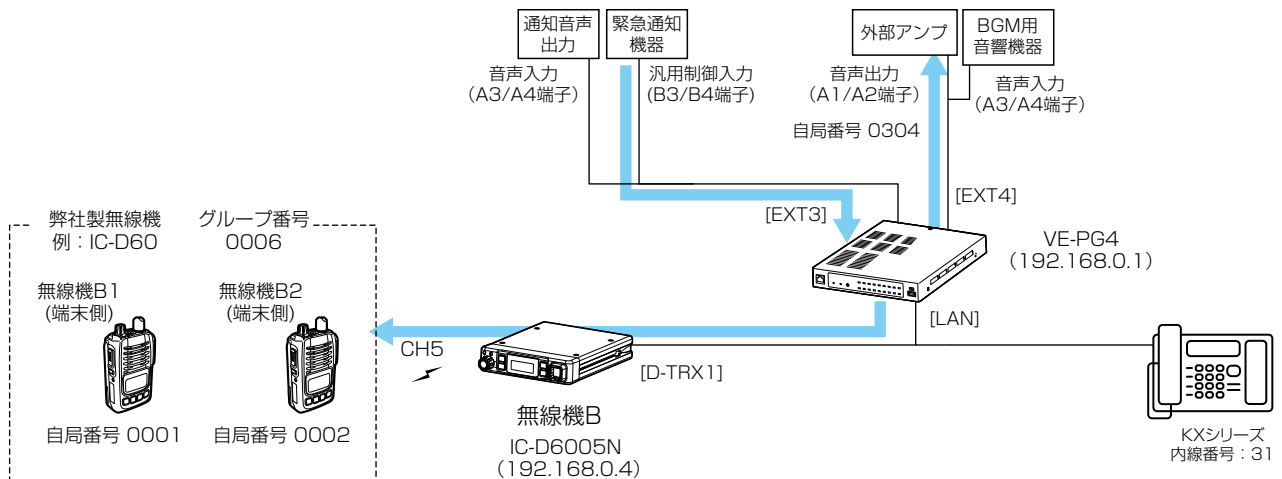 通知音声
出力
緊急通知
機器
外部アンプ
BGM用
音響機器
音声入力
（A3/A4端子）
汎用制御入力
（B3/B4端子）
音声出力
（A1/A2端子）
音声入力
（A3/A4端子）
自局番号 0304
[EXT3]
[EXT4]
VE-PG4
（192.168.0.1）
弊社製無線機
例：IC-D60
グループ番号
0006
無線機B1
(端末側)
無線機B2
(端末側)
自局番号 0001
自局番号 0002
CH5
[LAN]
[D-TRX1]
無線機B
IC-D6005N
（192.168.0.4）
KXシリーズ
内線番号：31